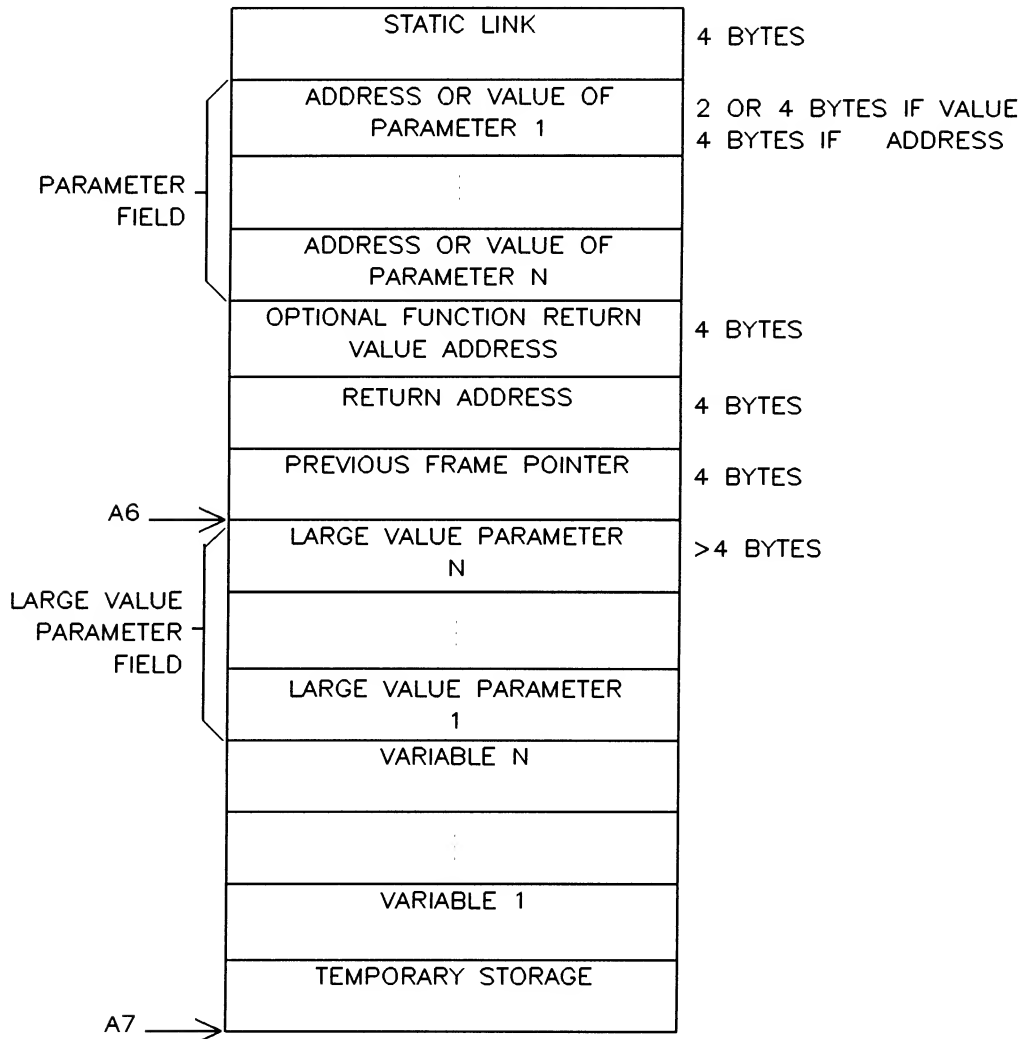 STATIC LINK
4 BYTES
ADDRESS OR VALUE OF
PARAMETER 1
2 OR 4 BYTES IF VALUE
4 BYTES IF ADDRESS
PARAMETER
FIELD
ADDRESS OR VALUE OF
PARAMETER N
OPTIONAL FUNCTION RETURN
VALUE ADDRESS
4 BYTES
RETURN ADDRESS
4 BYTES
PREVIOUS FRAME POINTER
4 BYTES
A6
LARGE VALUE PARAMETER
N
>4 BYTES
LARGE VALUE
PARAMETER
FIELD
LARGE VALUE PARAMETER
1
VARIABLE N
VARIABLE 1
TEMPORARY STORAGE
A7